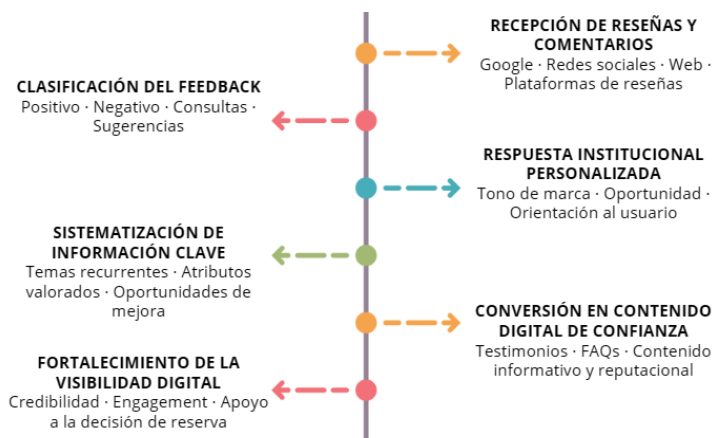 RECEPCIÓN DE RESEÑAS Y
COMENTARIOS
Google · Redes sociales · Web ·
Plataformas de reseñas
CLASIFICACIÓN DEL FEEDBACK
Positivo · Negativo · Consultas ·
Sugerencias
RESPUESTA INSTITUCIONAL
PERSONALIZADA
Tono de marca · Oportunidad ·
Orientación al usuario
SISTEMATIZACIÓN DE
INFORMACIÓN CLAVE
Temas recurrentes · Atributos
valorados · Oportunidades de
mejora
CONVERSIÓN EN CONTENIDO
DIGITAL DE CONFIANZA
Testimonios · FAQs · Contenido
informativo y reputacional
FORTALECIMIENTO DE LA
VISIBILIDAD DIGITAL
Credibilidad · Engagement · Apoyo
a la decisión de reserva